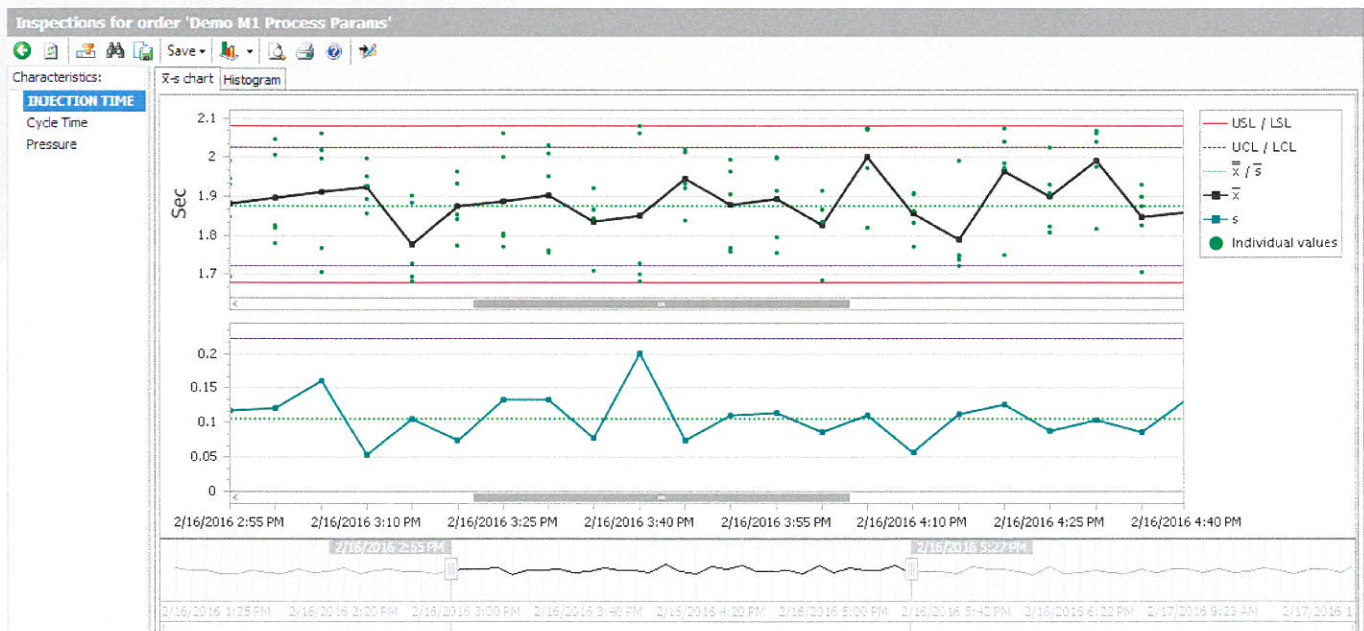 Inspections for order 'Demo M1 Process Params'
Save
Characteristics:
INJECTION TIME
Cycle Time
Pressure
x̅-s chart
Histogram
Sec
2.1
2
1.9
1.8
1.7
USL / LSL
UCL / LCL
x̿ / s̅
x̅
s
Individual values
0.2
0.15
0.1
0.05
0
2/16/2016 2:55 PM 2/16/2016 3:10 PM 2/16/2016 3:25 PM 2/16/2016 3:40 PM 2/16/2016 3:55 PM 2/16/2016 4:10 PM 2/16/2016 4:25 PM 2/16/2016 4:40 PM
2/16/2016 2:55 PM 2/16/2016 5:27 PM
2/16/2016 1:25 PM 2/16/2016 2:20 PM 2/16/2016 3:00 PM 2/16/2016 3:40 PM 2/16/2016 4:20 PM 2/16/2016 5:00 PM 2/16/2016 5:42 PM 2/16/2016 6:22 PM 2/17/2016 9:23 AM 2/17/2016 1